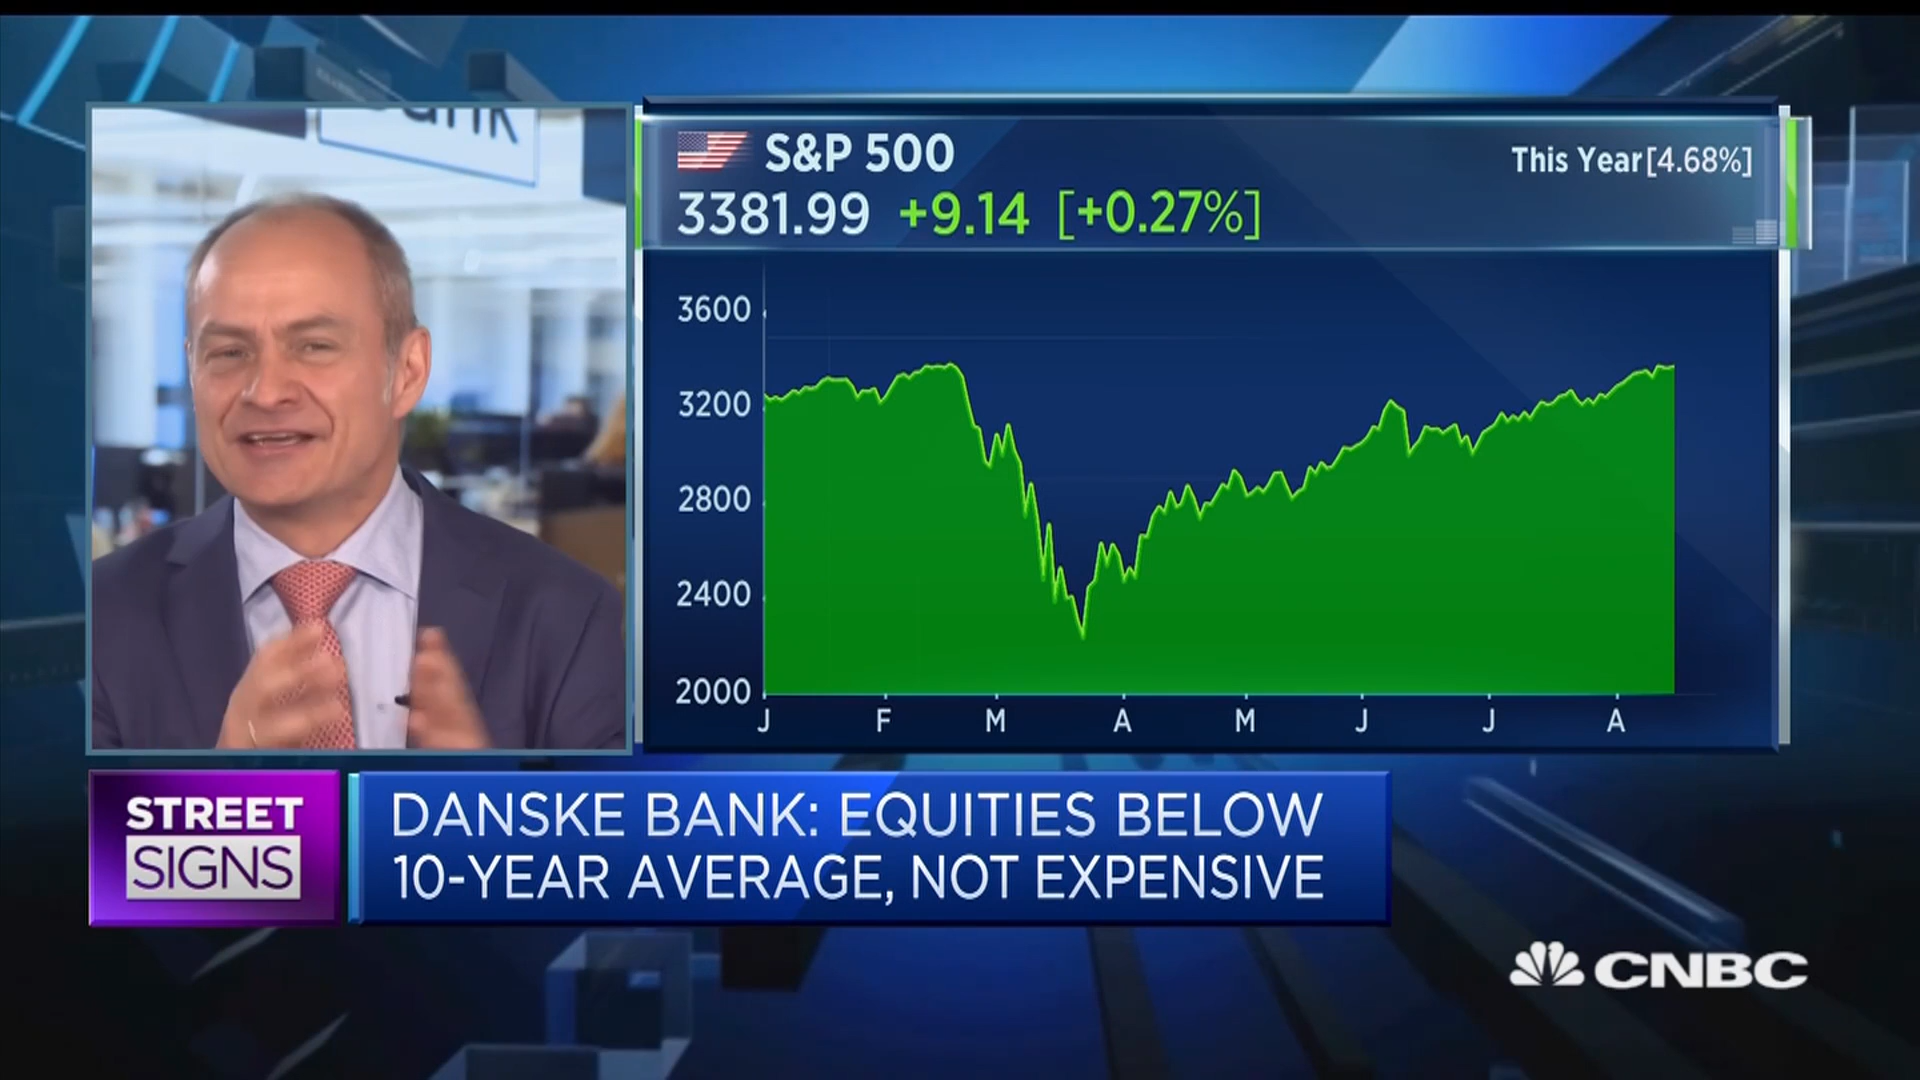 S&P 500
This Year[4.68%]
3381.99 +9.14 [+0.27%]
3600
3200
2800
2400
2000
J F M A M J J A
STREET
SIGNS
DANSKE BANK: EQUITIES BELOW
10-YEAR AVERAGE, NOT EXPENSIVE
CNBC